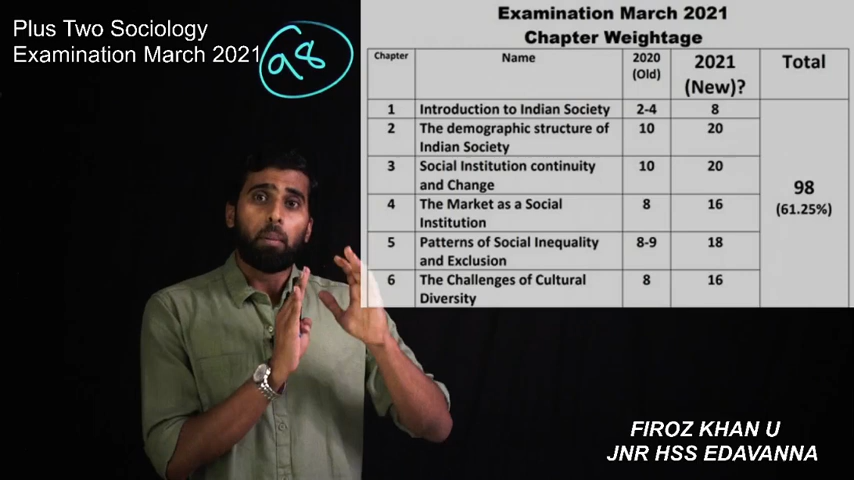 Plus Two Sociology
Examination March 2021
98
Examination March 2021
Chapter Weightage
Chapter Name 2020 (Old) 2021 (New)? Total
1 Introduction to Indian Society 2-4 8
2 The demographic structure of 10 20
Indian Society
3 Social Institution continuity 10 20
and Change
98
(61.25%)
4 The Market as a Social 8 16
Institution
5 Patterns of Social Inequality 8-9 18
and Exclusion
6 The Challenges of Cultural 8 16
Diversity
FIROZ KHAN U
JNR HSS EDAVANNA